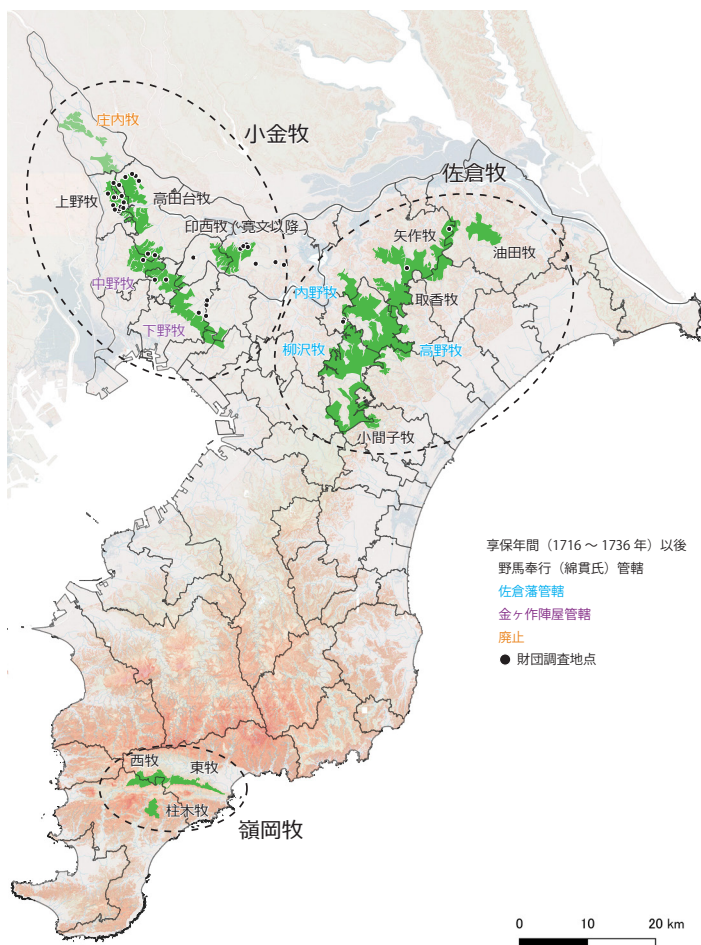 庄内牧
小金牧
上野牧
高田台牧
印西牧(寛文以降)
中野牧
下野牧
佐倉牧
矢作牧
油田牧
内野牧
取香牧
柳沢牧
高野牧
小間子牧
享保年間（1716 ～ 1736 年）以後
野馬奉行（綿貫氏）管轄
佐倉藩管轄
金ヶ作陣屋管轄
廃止
財団調査地点
西牧
東牧
柱木牧
嶺岡牧
0 10 20 km